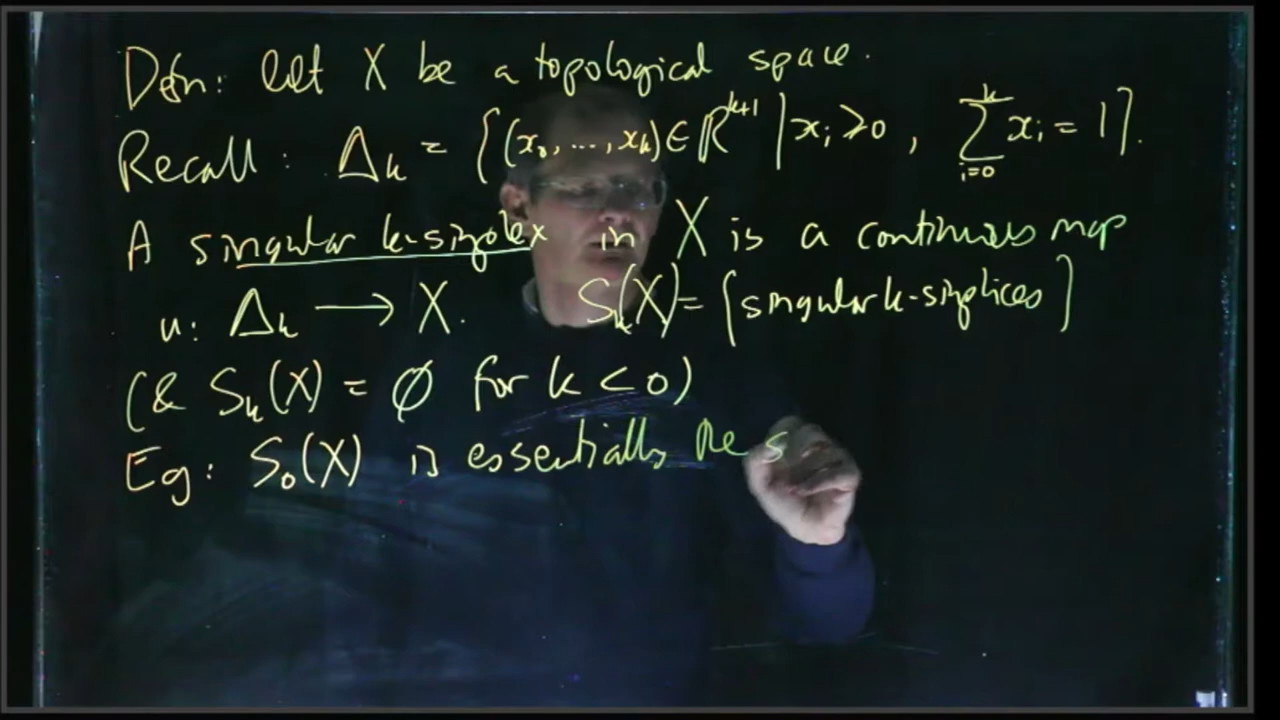 Defn: let X be a topological space.
Recall: Δₖ = {(x₀, ..., xₖ) ∈ ℝᵏ⁺¹ | xᵢ ≥ 0, ∑ᵢ₌₀ᵏ xᵢ = 1}.
A singular k-simplex in X is a continuous map
u: Δₖ ⟶ X. Sₖ(X) = {singular k-simplices}
(& Sₖ(X) = ∅ for k < 0)
Eg: S₀(X) is essentially the s